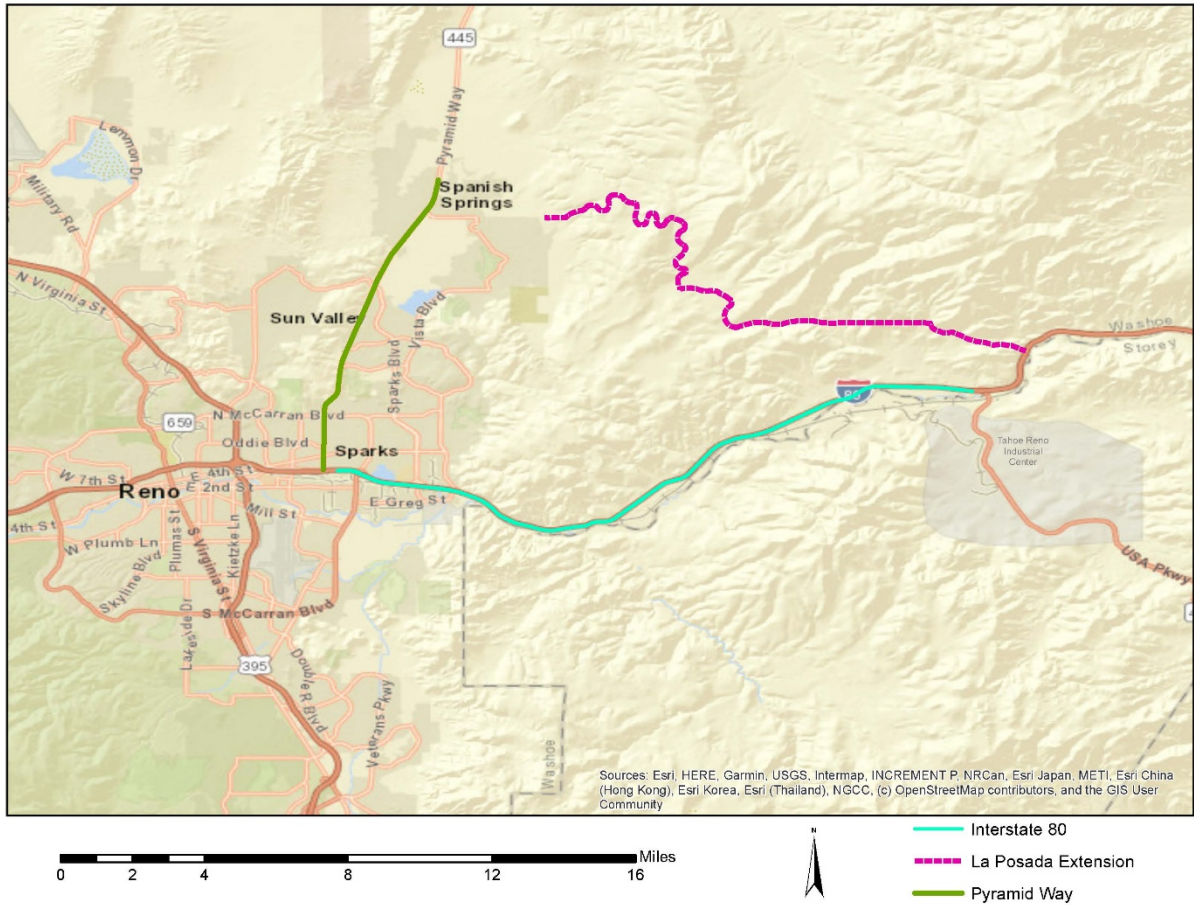 445
Pyramid Way
Lemmon Dr
Military Rd
Spanish
Springs
N Virginia St
Sun Valley
Vista Blvd
Sparks Blvd
Washoe
Storey
80
659
N McCarran Blvd
Oddie Blvd
Sparks
Tahoe Reno
Industrial
Center
W 7th St
E 4th St
E 2nd St
Reno
E Greg St
Mill St
4th St
W Plumb Ln
Plumas St
S Virginia St
Kietzke Ln
Skyline Blvd
USA Pkwy
Lakeside Dr
S McCarran Blvd
395
Double R Blvd
Veterans Pkwy
Washoe
Sources: Esri, HERE, Garmin, USGS, Intermap, INCREMENT P, NRCan, Esri Japan, METI, Esri China
(Hong Kong), Esri Korea, Esri (Thailand), NGCC, (c) OpenStreetMap contributors, and the GIS User
Community
Miles
0 2 4 8 12 16
N
Interstate 80
La Posada Extension
Pyramid Way